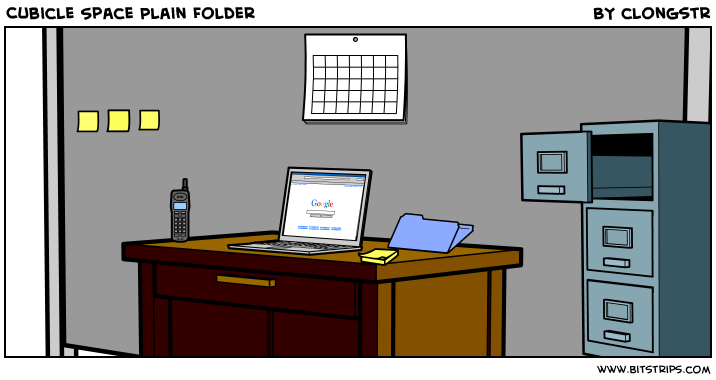 CUBICLE SPACE PLAIN FOLDER
BY CLONGSTR
Google
WWW.BITSTRIPS.COM